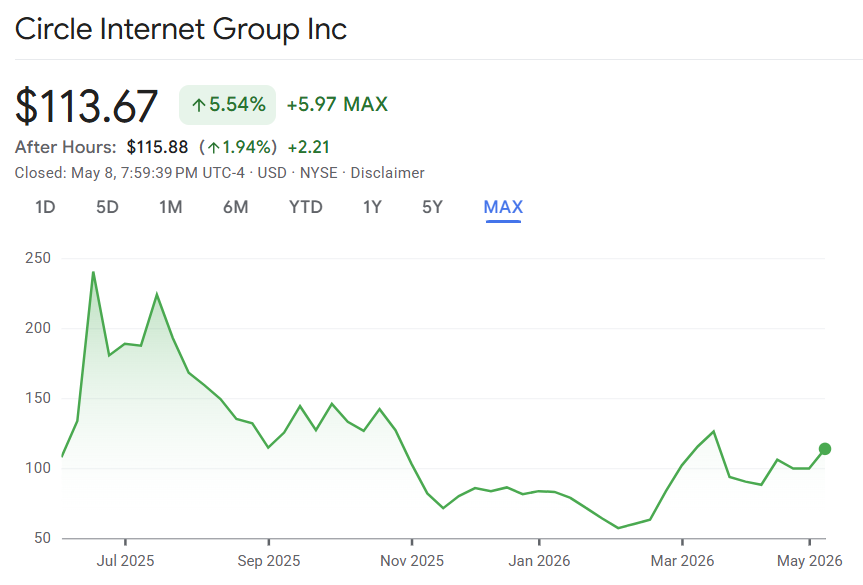 Circle Internet Group Inc
$113.67 ↑5.54% +5.97 MAX
After Hours: $115.88 (↑1.94%) +2.21
Closed: May 8, 7:59:39 PM UTC-4 · USD · NYSE · Disclaimer
1D 5D 1M 6M YTD 1Y 5Y MAX
250
200
150
100
50
Jul 2025 Sep 2025 Nov 2025 Jan 2026 Mar 2026 May 2026